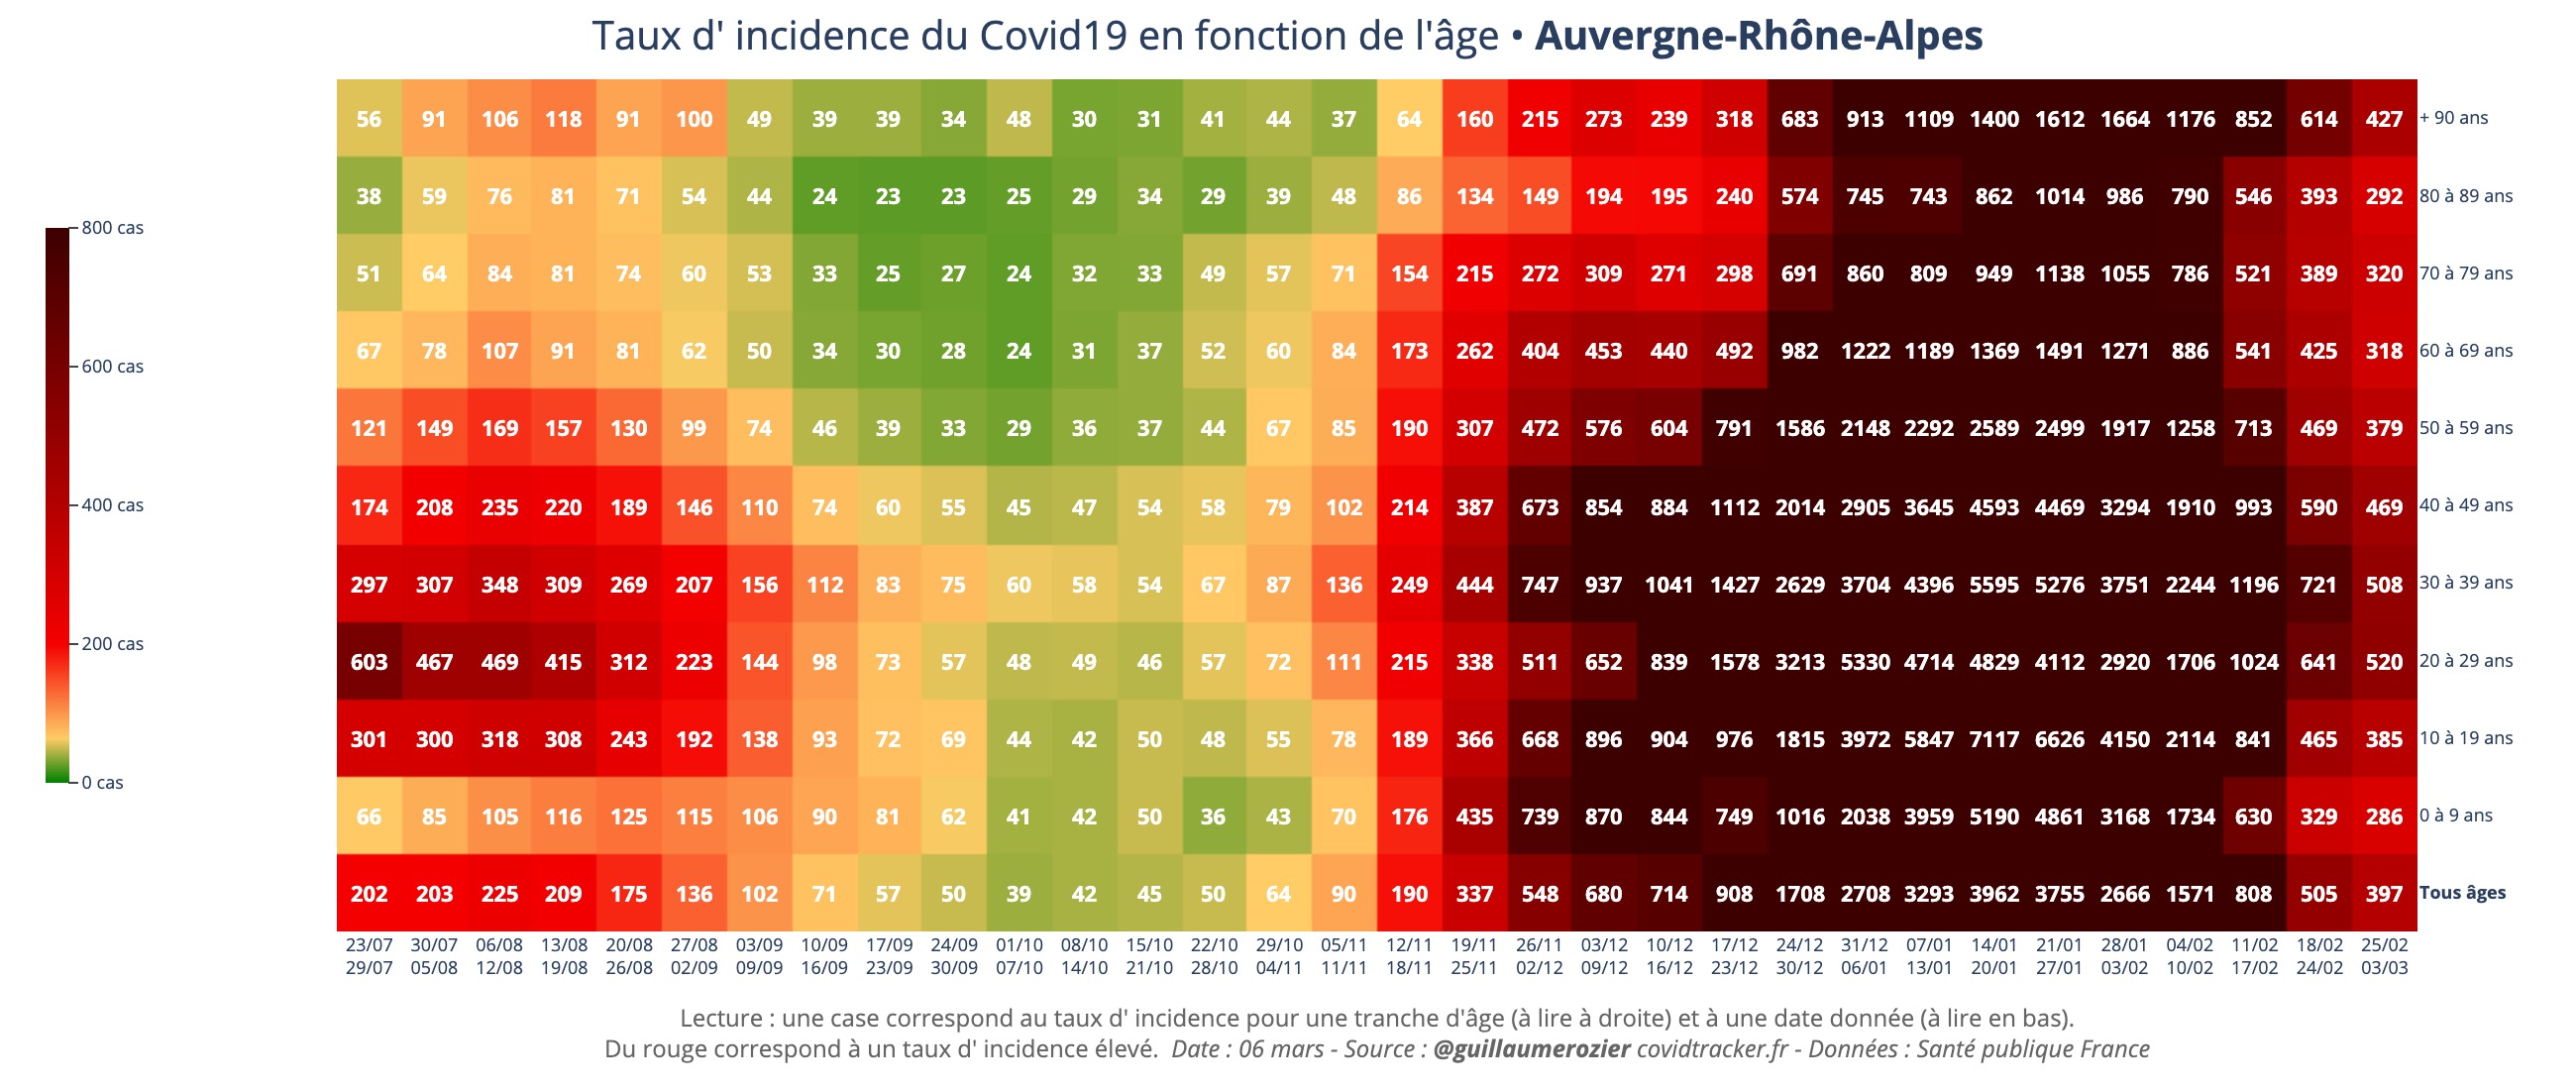 Taux d' incidence du Covid19 en fonction de l'âge • Auvergne-Rhône-Alpes
56 91 106 118 91 100 49 39 39 34 48 30 31 41 44 37 64 160 215 273 239 318 683 913 1109 1400 1612 1664 1176 852 614 427 + 90 ans
38 59 76 81 71 54 44 24 23 23 25 29 34 29 39 48 86 134 149 194 195 240 574 745 743 862 1014 986 790 546 393 292 80 à 89 ans
800 cas
51 64 84 81 74 60 53 33 25 27 24 32 33 49 57 71 154 215 272 309 271 298 691 860 809 949 1138 1055 786 521 389 320 70 à 79 ans
67 78 107 91 81 62 50 34 30 28 24 31 37 52 60 84 173 262 404 453 440 492 982 1222 1189 1369 1491 1271 886 541 425 318 60 à 69 ans
600 cas
121 149 169 157 130 99 74 46 39 33 29 36 37 44 67 85 190 307 472 576 604 791 1586 2148 2292 2589 2499 1917 1258 713 469 379 50 à 59 ans
400 cas
174 208 235 220 189 146 110 74 60 55 45 47 54 58 79 102 214 387 673 854 884 1112 2014 2905 3645 4593 4469 3294 1910 993 590 469 40 à 49 ans
297 307 348 309 269 207 156 112 83 75 60 58 54 67 87 136 249 444 747 937 1041 1427 2629 3704 4396 5595 5276 3751 2244 1196 721 508 30 à 39 ans
200 cas
603 467 469 415 312 223 144 98 73 57 48 49 46 57 72 111 215 338 511 652 839 1578 3213 5330 4714 4829 4112 2920 1706 1024 641 520 20 à 29 ans
301 300 318 308 243 192 138 93 72 69 44 42 50 48 55 78 189 366 668 896 904 976 1815 3972 5847 7117 6626 4150 2114 841 465 385 10 à 19 ans
0 cas
66 85 105 116 125 115 106 90 81 62 41 42 50 36 43 70 176 435 739 870 844 749 1016 2038 3959 5190 4861 3168 1734 630 329 286 0 à 9 ans
202 203 225 209 175 136 102 71 57 50 39 42 45 50 64 90 190 337 548 680 714 908 1708 2708 3293 3962 3755 2666 1571 808 505 397 Tous âges
23/07 30/07 06/08 13/08 20/08 27/08 03/09 10/09 17/09 24/09 01/10 08/10 15/10 22/10 29/10 05/11 12/11 19/11 26/11 03/12 10/12 17/12 24/12 31/12 07/01 14/01 21/01 28/01 04/02 11/02 18/02 25/02
29/07 05/08 12/08 19/08 26/08 02/09 09/09 16/09 23/09 30/09 07/10 14/10 21/10 28/10 04/11 11/11 18/11 25/11 02/12 09/12 16/12 23/12 30/12 06/01 13/01 20/01 27/01 03/02 10/02 17/02 24/02 03/03
Lecture : une case correspond au taux d' incidence pour une tranche d'âge (à lire à droite) et à une date donnée (à lire en bas).
Du rouge correspond à un taux d' incidence élevé. Date : 06 mars - Source : @guillaumerozier covidtracker.fr - Données : Santé publique France